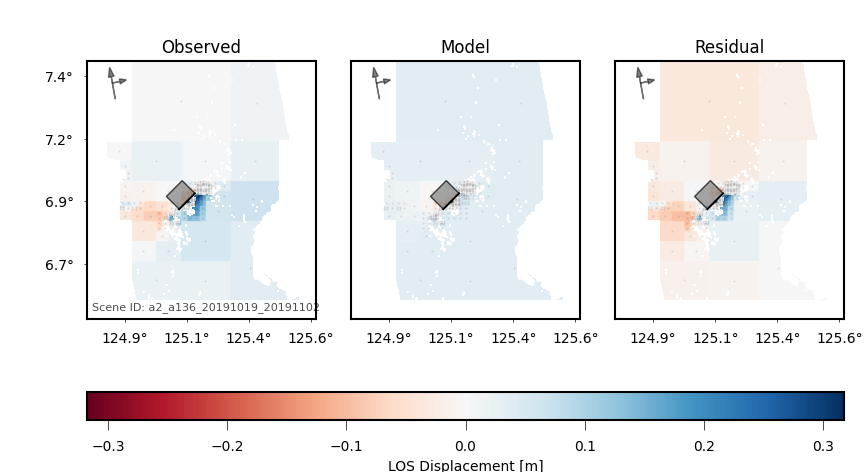 Observed Model Residual
7.4°
7.2°
6.9°
6.7°
Scene ID: a2_a136_20191019_20191102
124.9° 125.1° 125.4° 125.6° 124.9° 125.1° 125.4° 125.6° 124.9° 125.1° 125.4° 125.6°
−0.3 −0.2 −0.1 0.0 0.1 0.2 0.3
LOS Displacement [m]